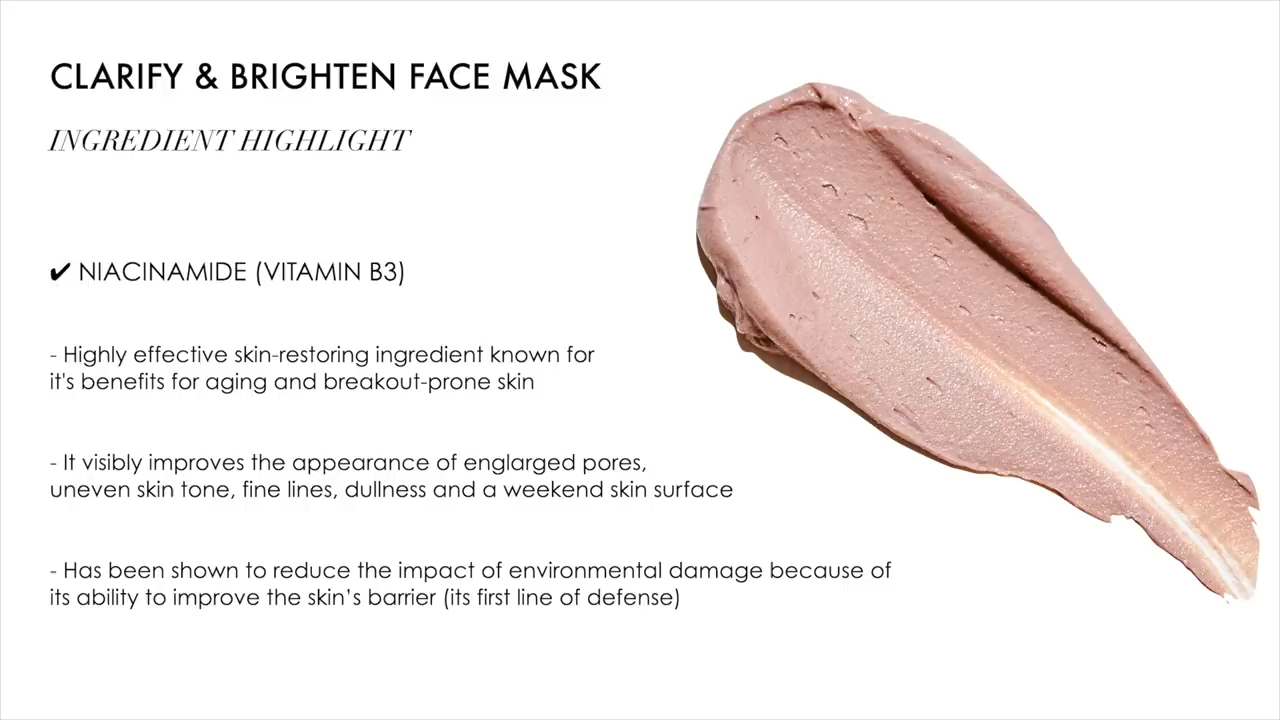 CLARIFY & BRIGHTEN FACE MASK
INGREDIENT HIGHLIGHT
✔ NIACINAMIDE (VITAMIN B3)
- Highly effective skin-restoring ingredient known for
it's benefits for aging and breakout-prone skin
- It visibly improves the appearance of englarged pores,
uneven skin tone, fine lines, dullness and a weekend skin surface
- Has been shown to reduce the impact of environmental damage because of
its ability to improve the skin’s barrier (its first line of defense)